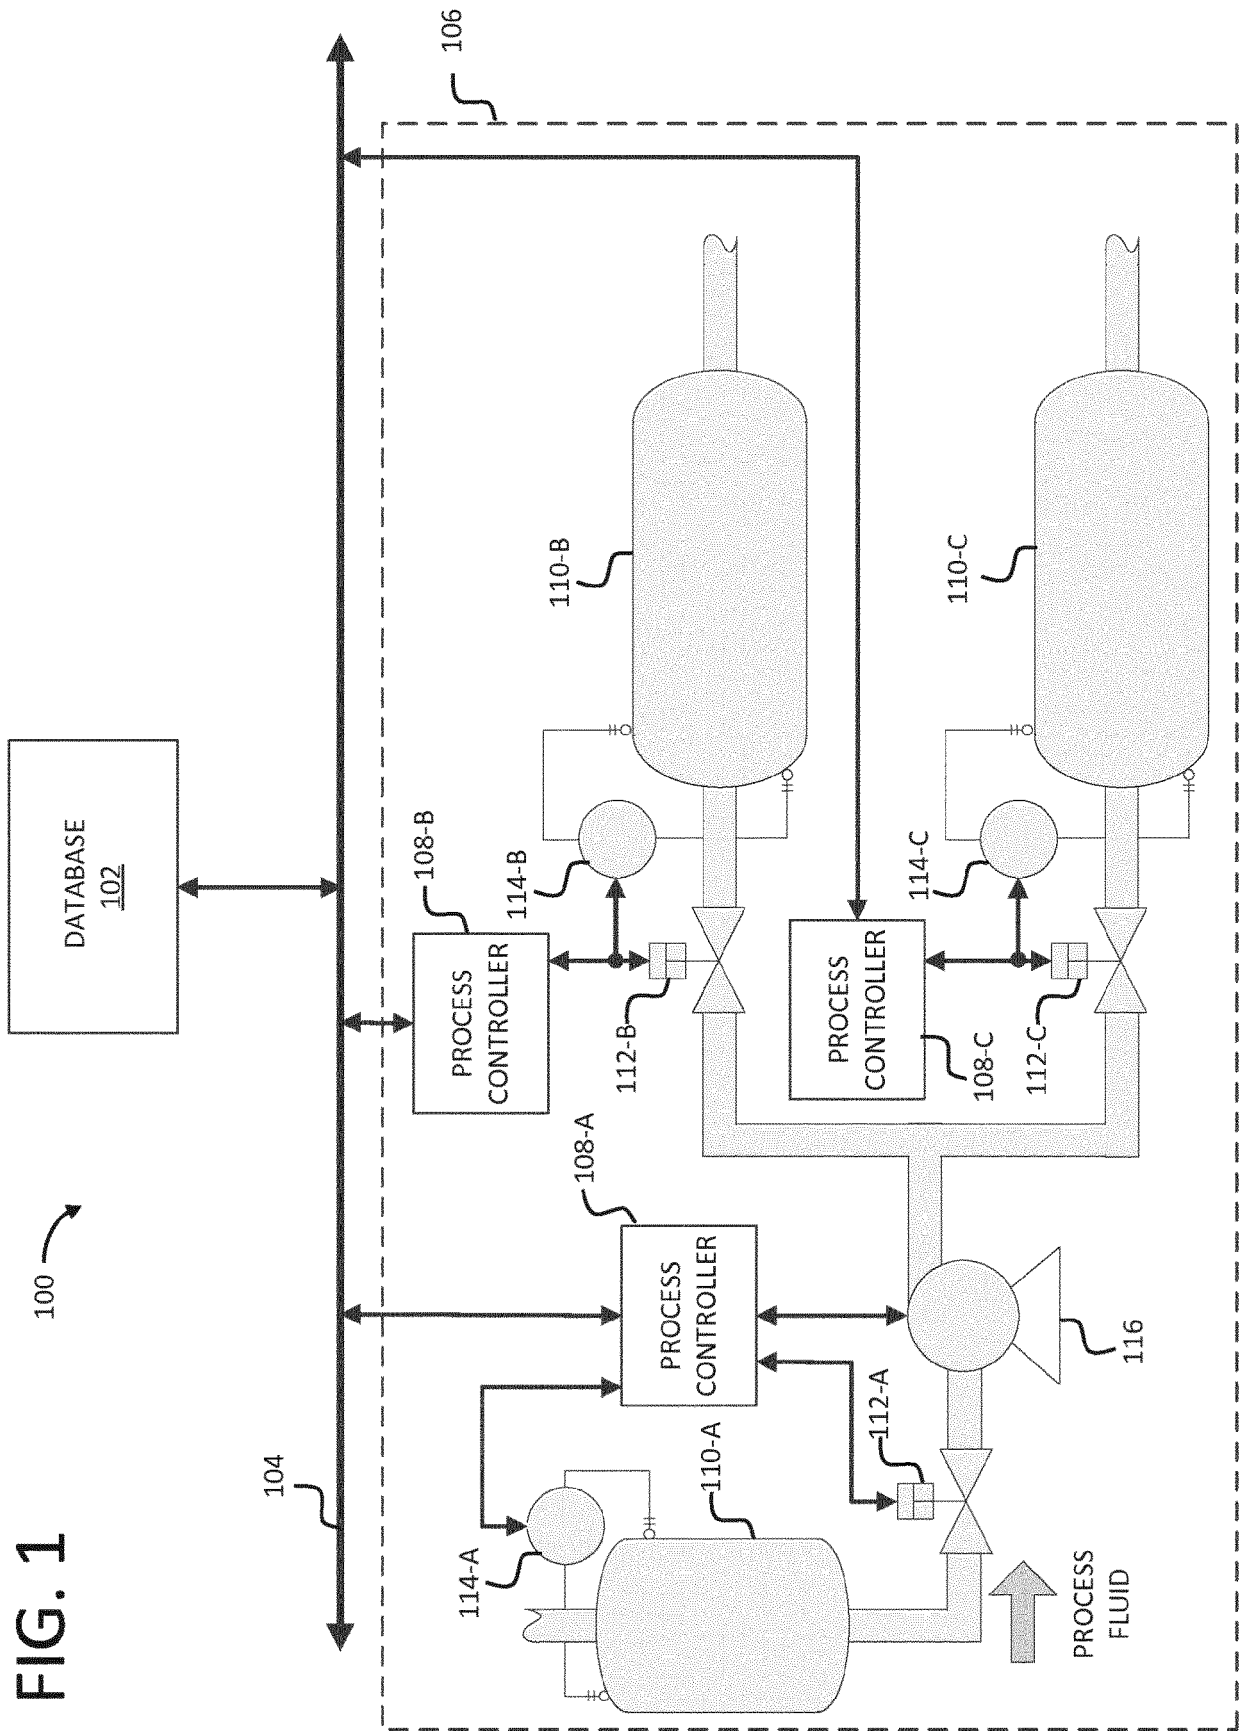 FIG. 1
100
DATABASE
102
104
106
PROCESS
CONTROLLER
108-B
114-B
112-B
110-B
PROCESS
CONTROLLER
108-A
114-A
110-A
112-A
PROCESS
CONTROLLER
108-C
114-C
112-C
110-C
116
PROCESS
FLUID